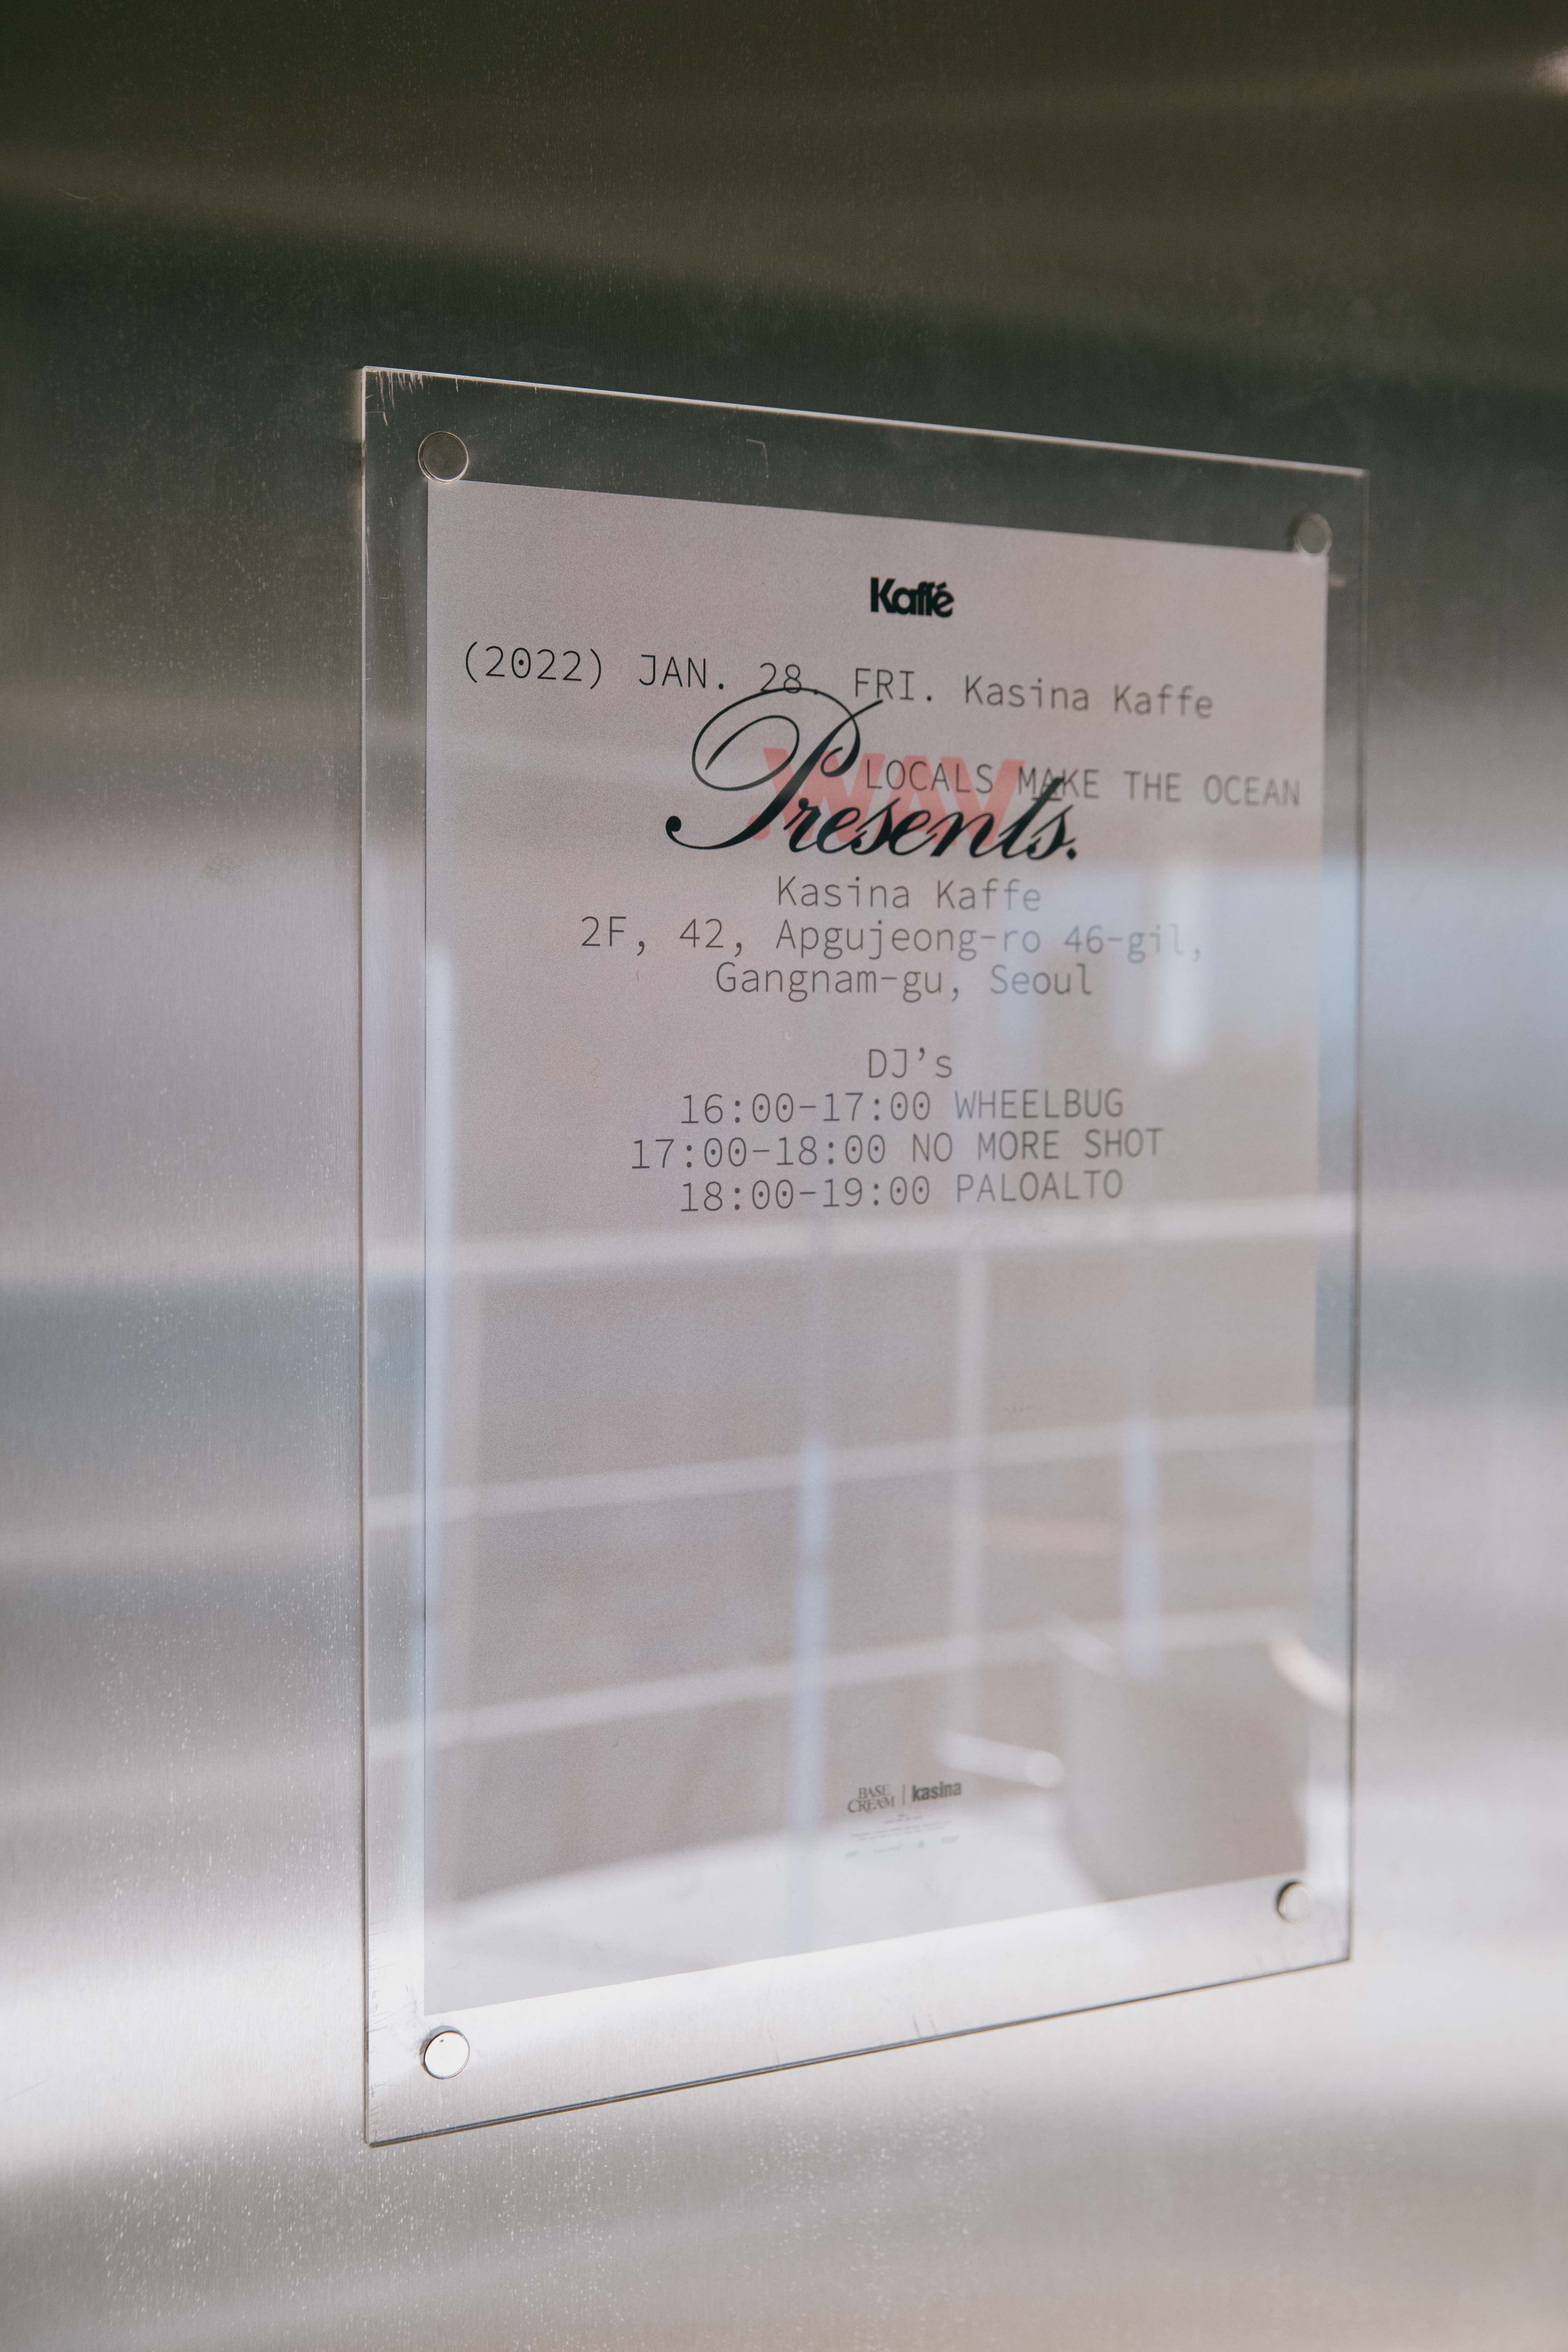 Kaffé
(2022) JAN. 28. FRI. Kasina Kaffe
WAV
LOCALS MAKE THE OCEAN
Presents.
Kasina Kaffe
2F, 42, Apgujeong-ro 46-gil,
Gangnam-gu, Seoul
DJ’s
16:00-17:00 WHEELBUG
17:00-18:00 NO MORE SHOT
18:00-19:00 PALOALTO
BASE CREAM | kasina